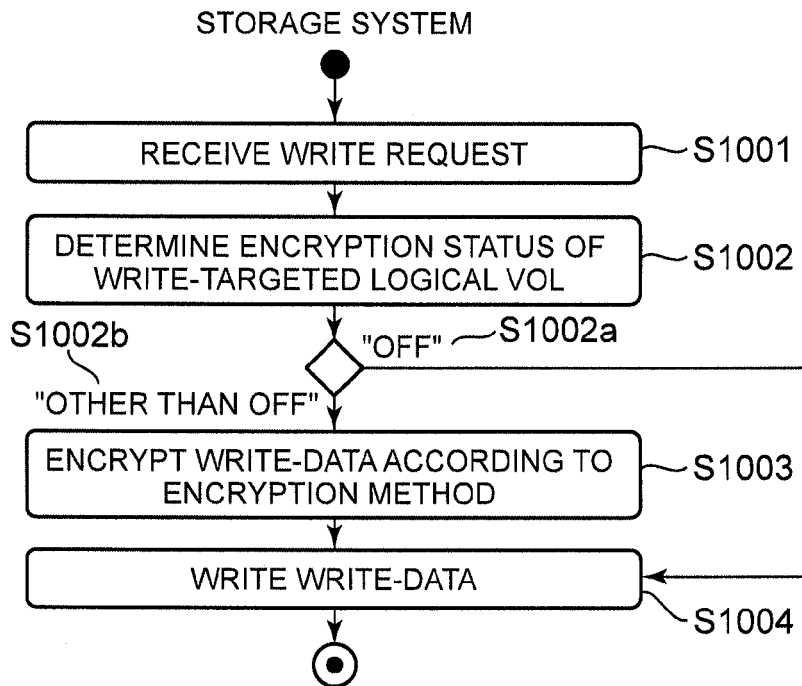 STORAGE SYSTEM
RECEIVE WRITE REQUEST
S1001
DETERMINE ENCRYPTION STATUS OF
WRITE-TARGETED LOGICAL VOL
S1002
S1002b
"OFF"
S1002a
"OTHER THAN OFF"
ENCRYPT WRITE-DATA ACCORDING TO
ENCRYPTION METHOD
S1003
WRITE WRITE-DATA
S1004